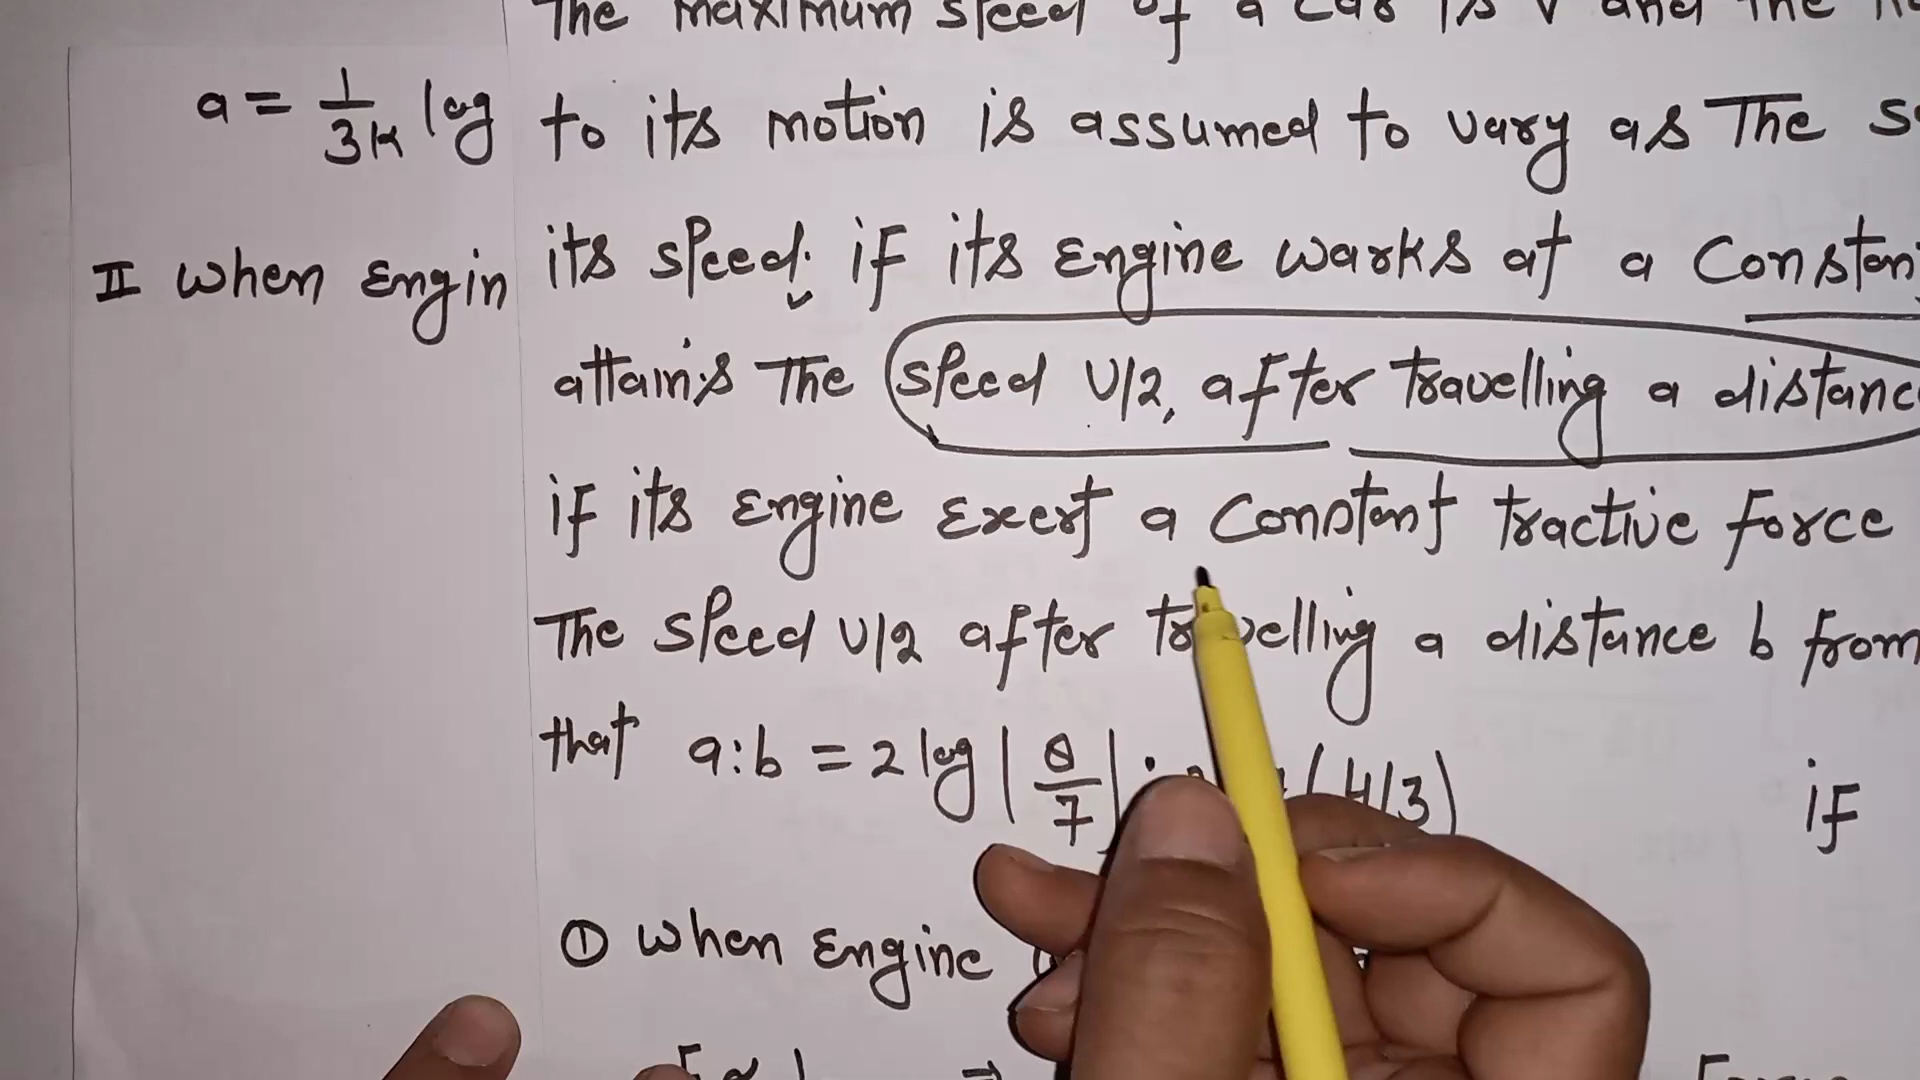 The maximum speed of a car is V and the
a = 1/3k log
to its motion is assumed to vary as The
its speed. if its Engine works at a Constant
II when Engin
attains The speed U/2, after travelling a distance
if its Engine Exert a Constant tractive force
The speed U/2 after travelling a distance b from
that a:b = 2 log | 8/7 | : (4/3)
if
① when Engine